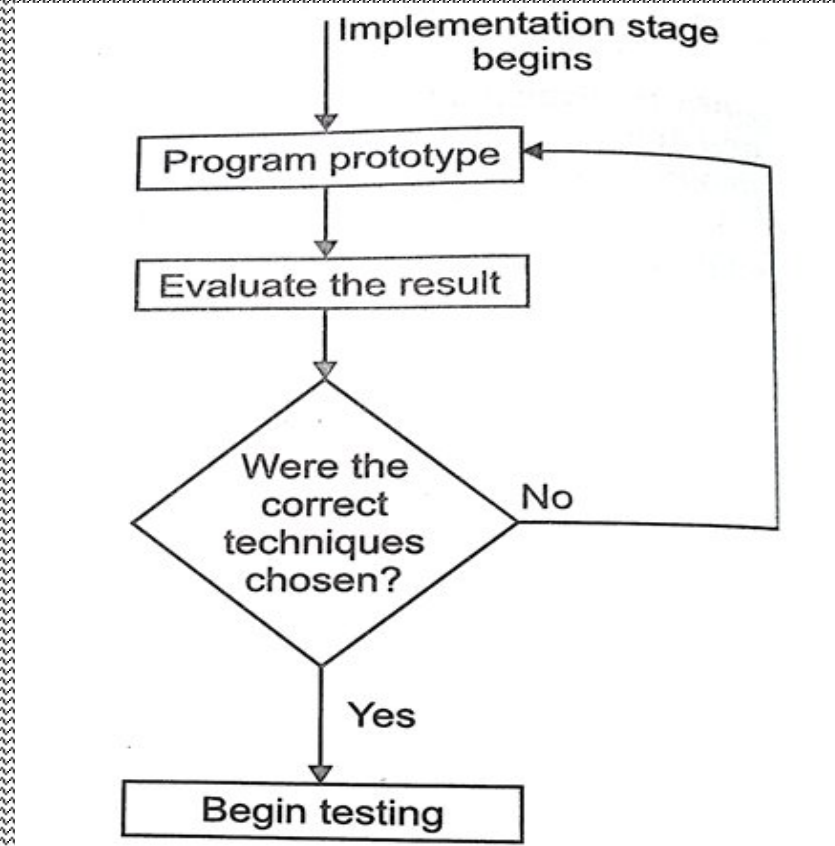 Implementation stage
begins
Program prototype
Evaluate the result
Were the
correct
techniques
chosen?
No
Yes
Begin testing